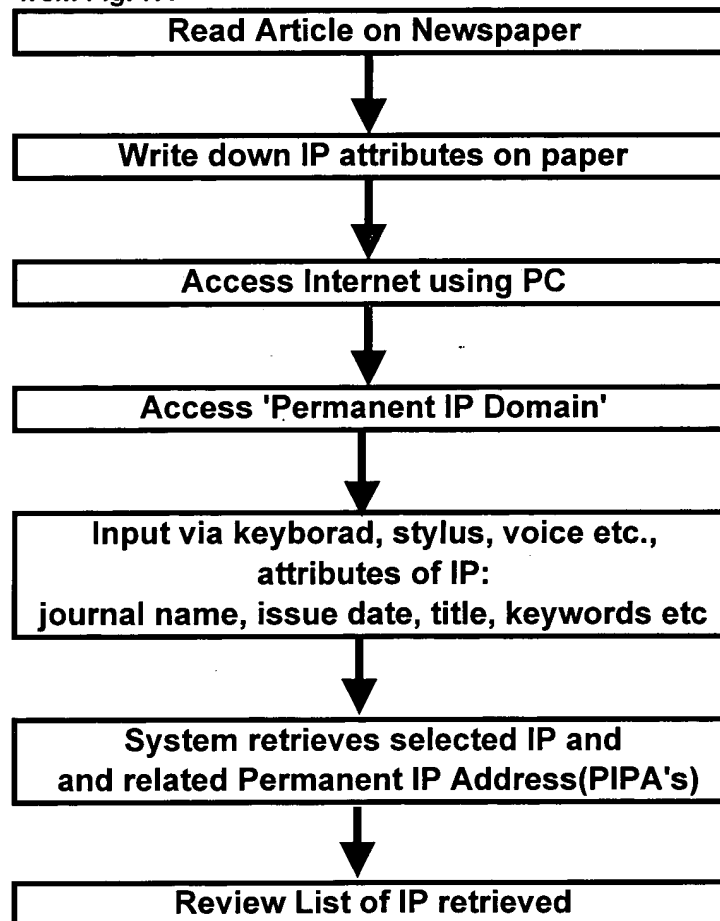 Read Article on Newspaper
Write down IP attributes on paper
Access Internet using PC
Access 'Permanent IP Domain'
Input via keyborad, stylus, voice etc.,
attributes of IP:
journal name, issue date, title, keywords etc
System retrieves selected IP and
and related Permanent IP Address(PIPA's)
Review List of IP retrieved